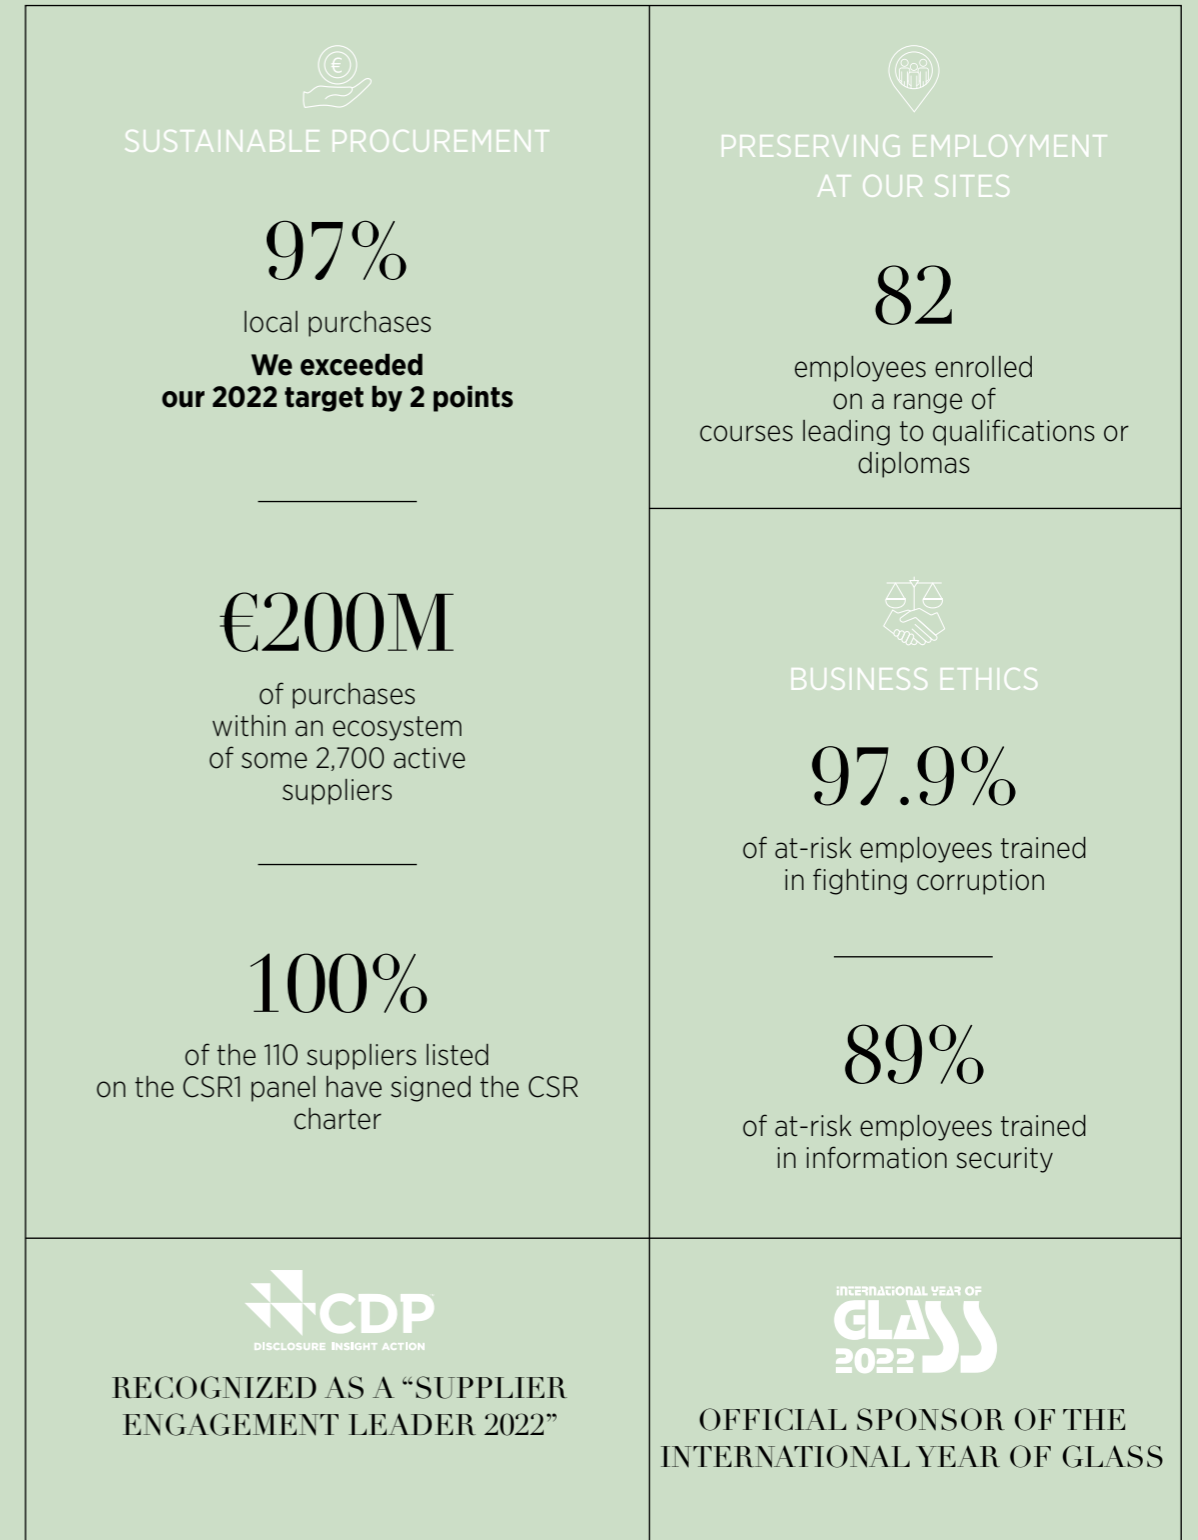 €
SUSTAINABLE PROCUREMENT
97%
local purchases
We exceeded
our 2022 target by 2 points
€200M
of purchases
within an ecosystem
of some 2,700 active
suppliers
100%
of the 110 suppliers listed
on the CSR1 panel have signed the CSR
charter
PRESERVING EMPLOYMENT
AT OUR SITES
82
employees enrolled
on a range of
courses leading to qualifications or
diplomas
BUSINESS ETHICS
97.9%
of at-risk employees trained
in fighting corruption
89%
of at-risk employees trained
in information security
CDP
DISCLOSURE INSIGHT ACTION
RECOGNIZED AS A “SUPPLIER
ENGAGEMENT LEADER 2022”
INTERNATIONAL YEAR OF
GLASS
2022
OFFICIAL SPONSOR OF THE
INTERNATIONAL YEAR OF GLASS